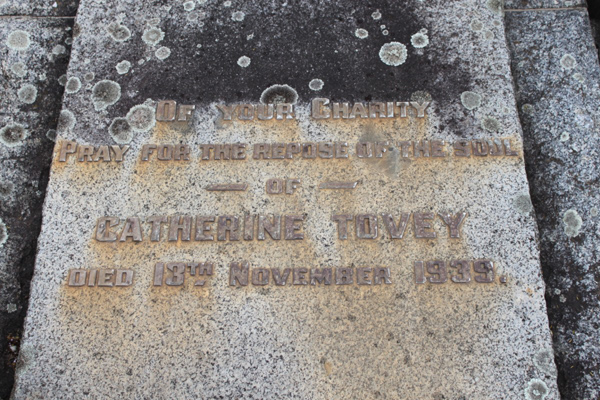 Of Your Charity
Pray for the repose of the soul
— of —
Catherine Tovey
Died 18th November 1939.